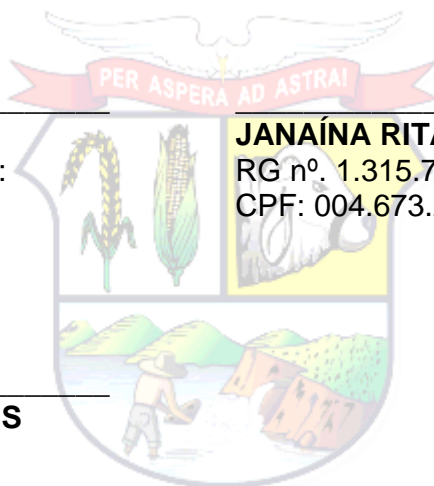 PER ASPERA AD ASTRA!
JANAÍNA RITA
:
RG nº. 1.315.7
CPF: 004.673.
S